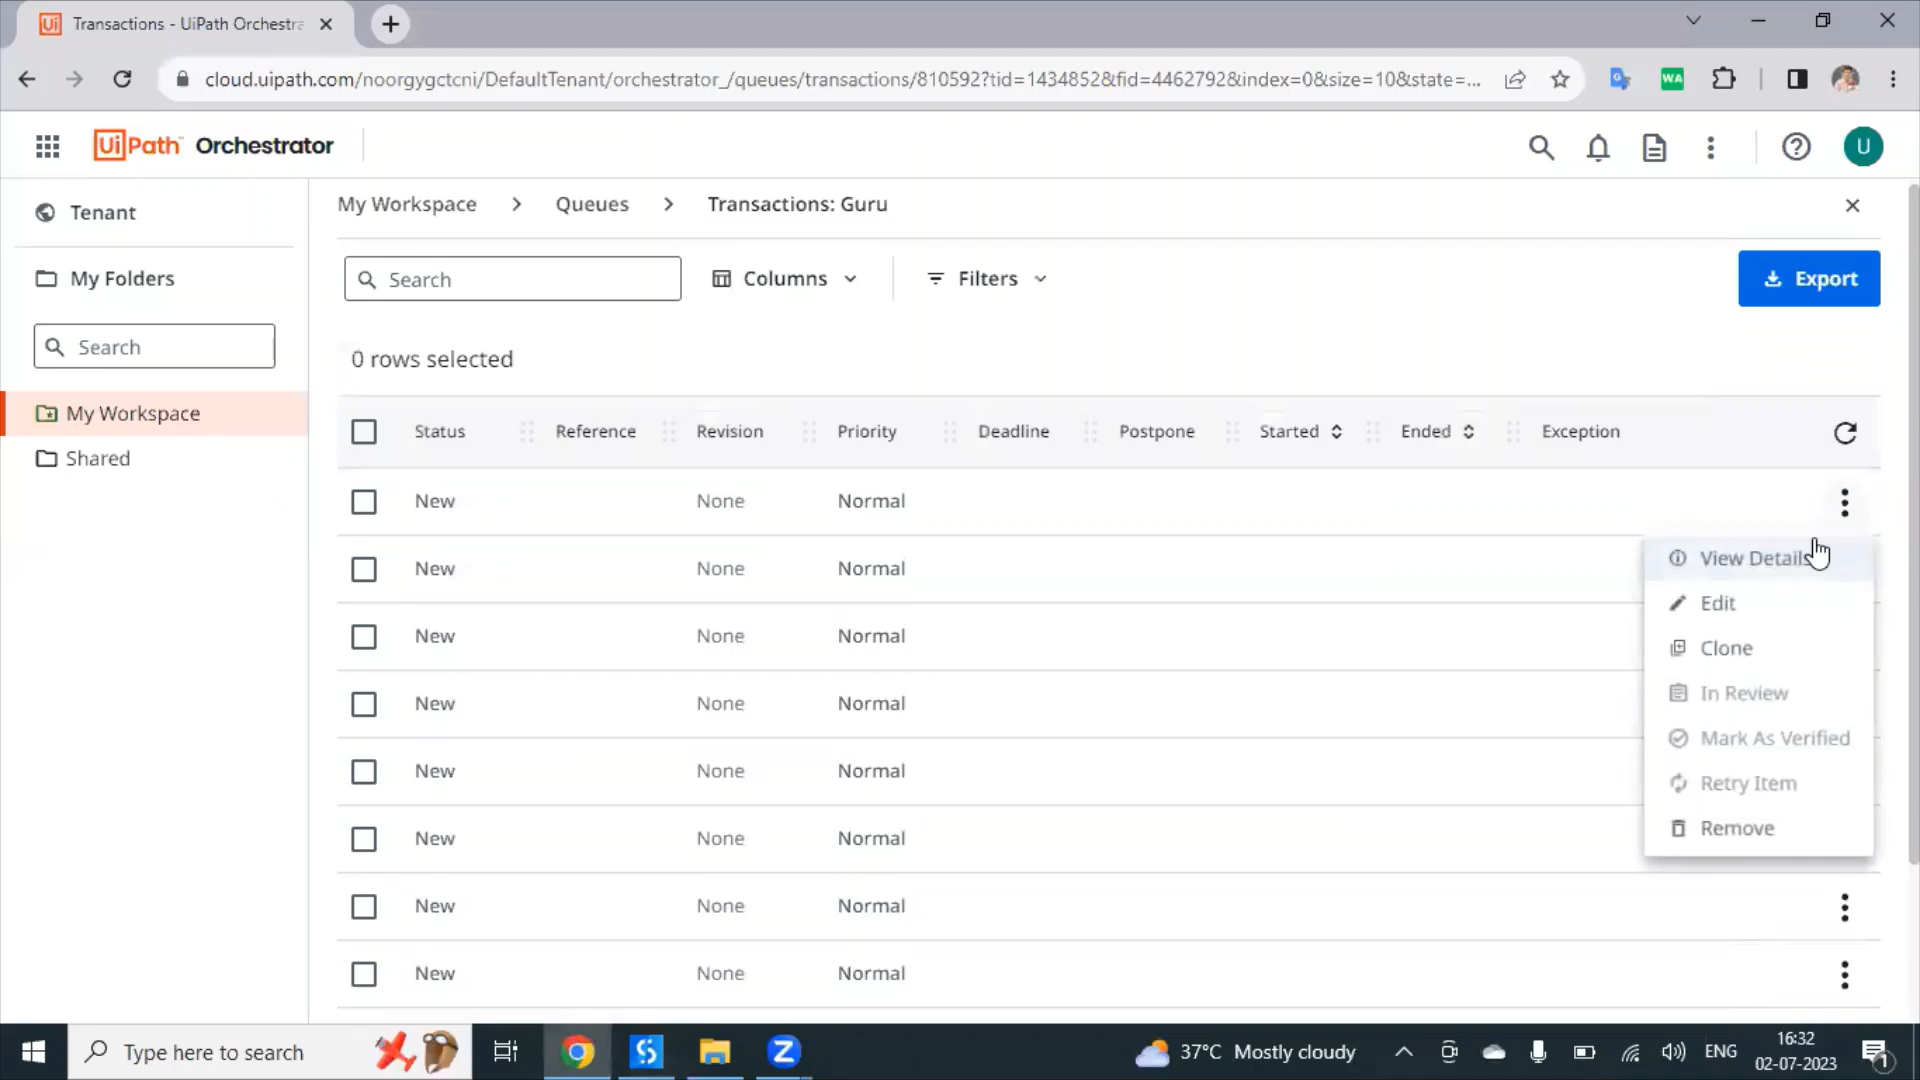 Transactions - UiPath Orchestra
cloud.uipath.com/noorgygctcni/DefaultTenant/orchestrator_/queues/transactions/810592?tid=1434852&fid=4462792&index=0&size=10&state=...
UiPath Orchestrator
U
Tenant
My Folders
Search
My Workspace
Shared
My Workspace > Queues > Transactions: Guru
Search
Columns
Filters
Export
0 rows selected
Status Reference Revision Priority Deadline Postpone Started Ended Exception
New None Normal
New None Normal
New None Normal
New None Normal
New None Normal
New None Normal
New None Normal
New None Normal
View Details
Edit
Clone
In Review
Mark As Verified
Retry Item
Remove
Type here to search
37°C Mostly cloudy
ENG
16:32
02-07-2023
1